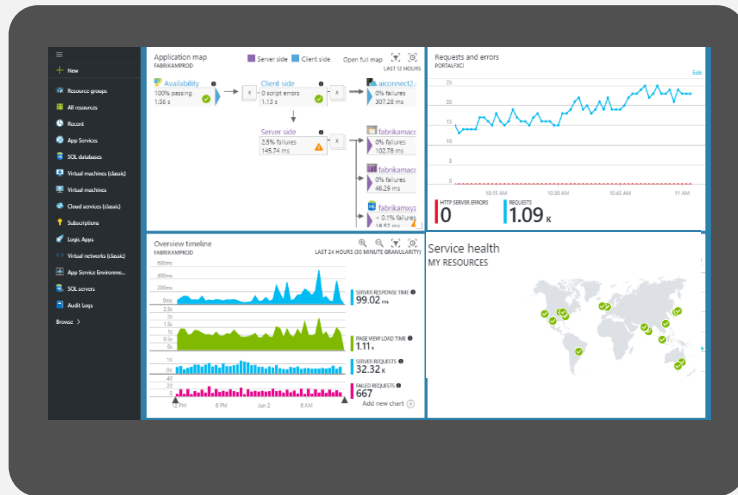 New
Resource groups
All resources
Recent
App Services
SQL databases
Virtual machines (classic)
Virtual machines
Cloud services (classic)
Subscriptions
Logic Apps
Virtual networks (classic)
App Service Environme...
SQL servers
Audit Logs
Browse >
Application map
FABRIKAMPROD
Server side Client side Open full map
LAST 12 HOURS
Availability
100% passing
1.56 s
Client side
0 script errors
1.13 s
aiconnect2.
0% failures
307.28 ms
Server side
2.5% failures
145.74 ms
fabrikamacc
0% failures
102.78 ms
fabrikamacc
0% failures
46.29 ms
fabrikamxyz
< 0.1% failures
18.52 ms
Requests and errors
PORTALFXCI
Edit
25
20
15
10
5
0
10:15 AM 10:30 AM 10:45 AM 11 AM
HTTP SERVER ERRORS
0
REQUESTS
1.09 K
Overview timeline
FABRIKAMPROD
LAST 24 HOURS (30 MINUTE GRANULARITY)
600ms
400ms
200ms
0ms
SERVER RESPONSE TIME
99.02 ms
PAGE VIEW LOAD TIME
1.11 s
SERVER REQUESTS
32.32 K
FAILED REQUESTS
667
12 PM 6 PM Jun 2 6 AM
Add new chart
Service health
MY RESOURCES